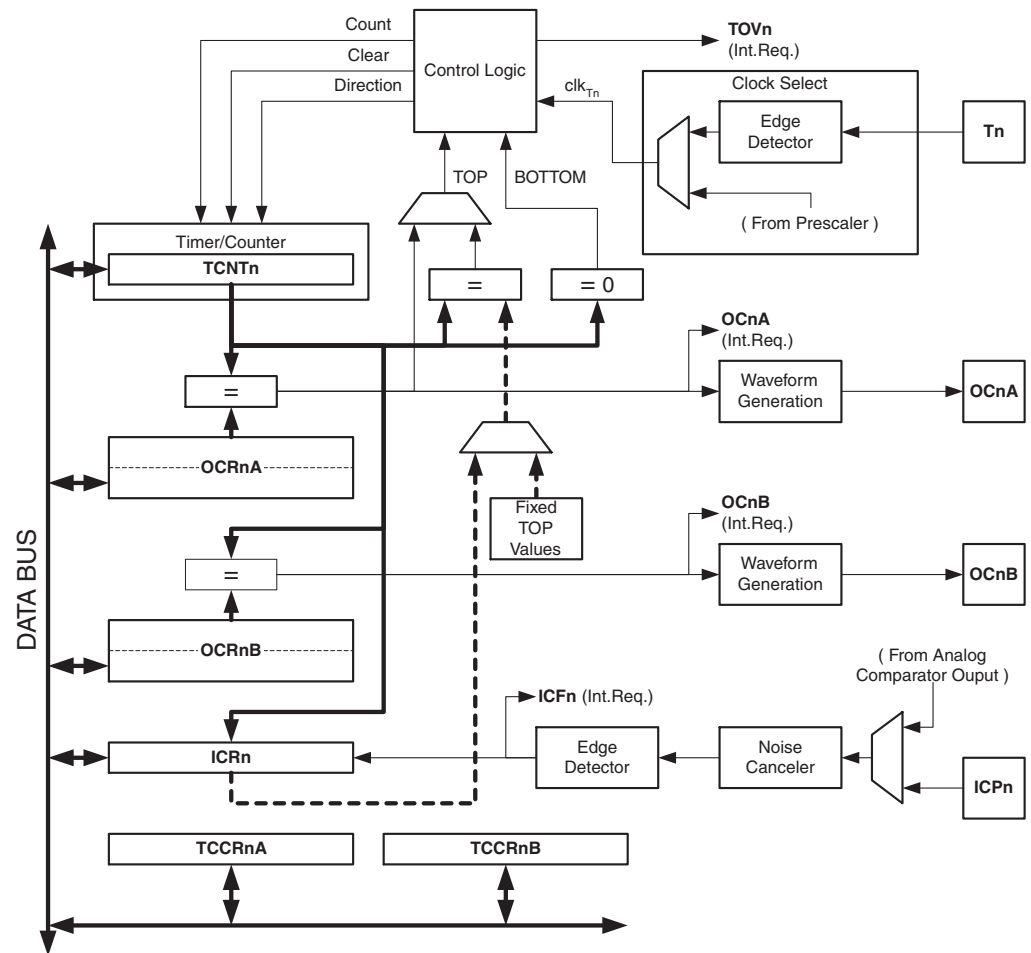 Count
Clear
Direction
Control Logic
TOVn
(Int.Req.)
clkTn
Clock Select
Edge
Detector
Tn
( From Prescaler )
TOP
BOTTOM
Timer/Counter
TCNTn
=
= 0
OCnA
(Int.Req.)
=
Waveform
Generation
OCnA
OCRnA
Fixed
TOP
Values
OCnB
(Int.Req.)
=
Waveform
Generation
OCnB
DATA BUS
OCRnB
( From Analog
Comparator Ouput )
ICFn (Int.Req.)
ICRn
Edge
Detector
Noise
Canceler
ICPn
TCCRnA
TCCRnB